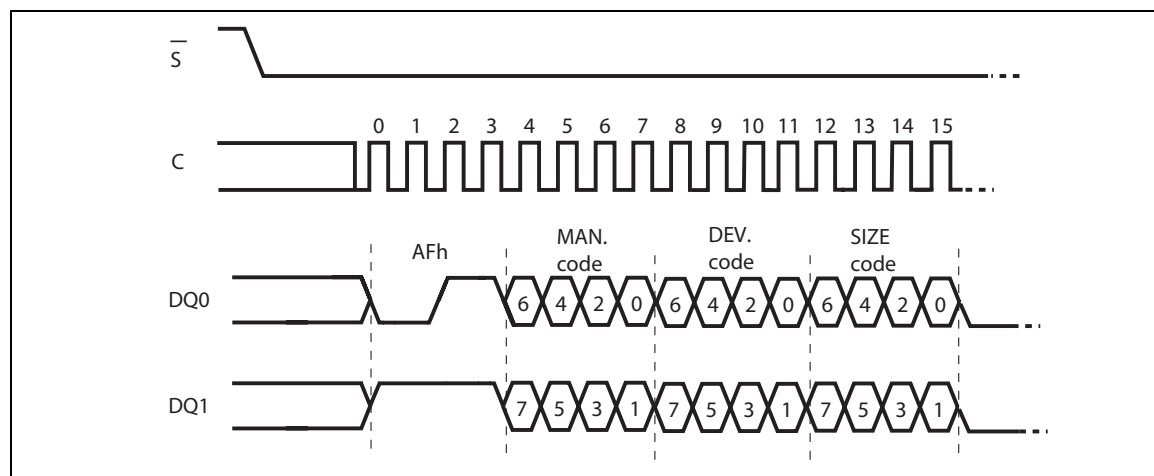 S
0 1 2 3 4 5 6 7 8 9 10 11 12 13 14 15
C
AFh
MAN.
code
DEV.
code
SIZE
code
DQ0
6 4 2 0 6 4 2 0 6 4 2 0
DQ1
7 5 3 1 7 5 3 1 7 5 3 1